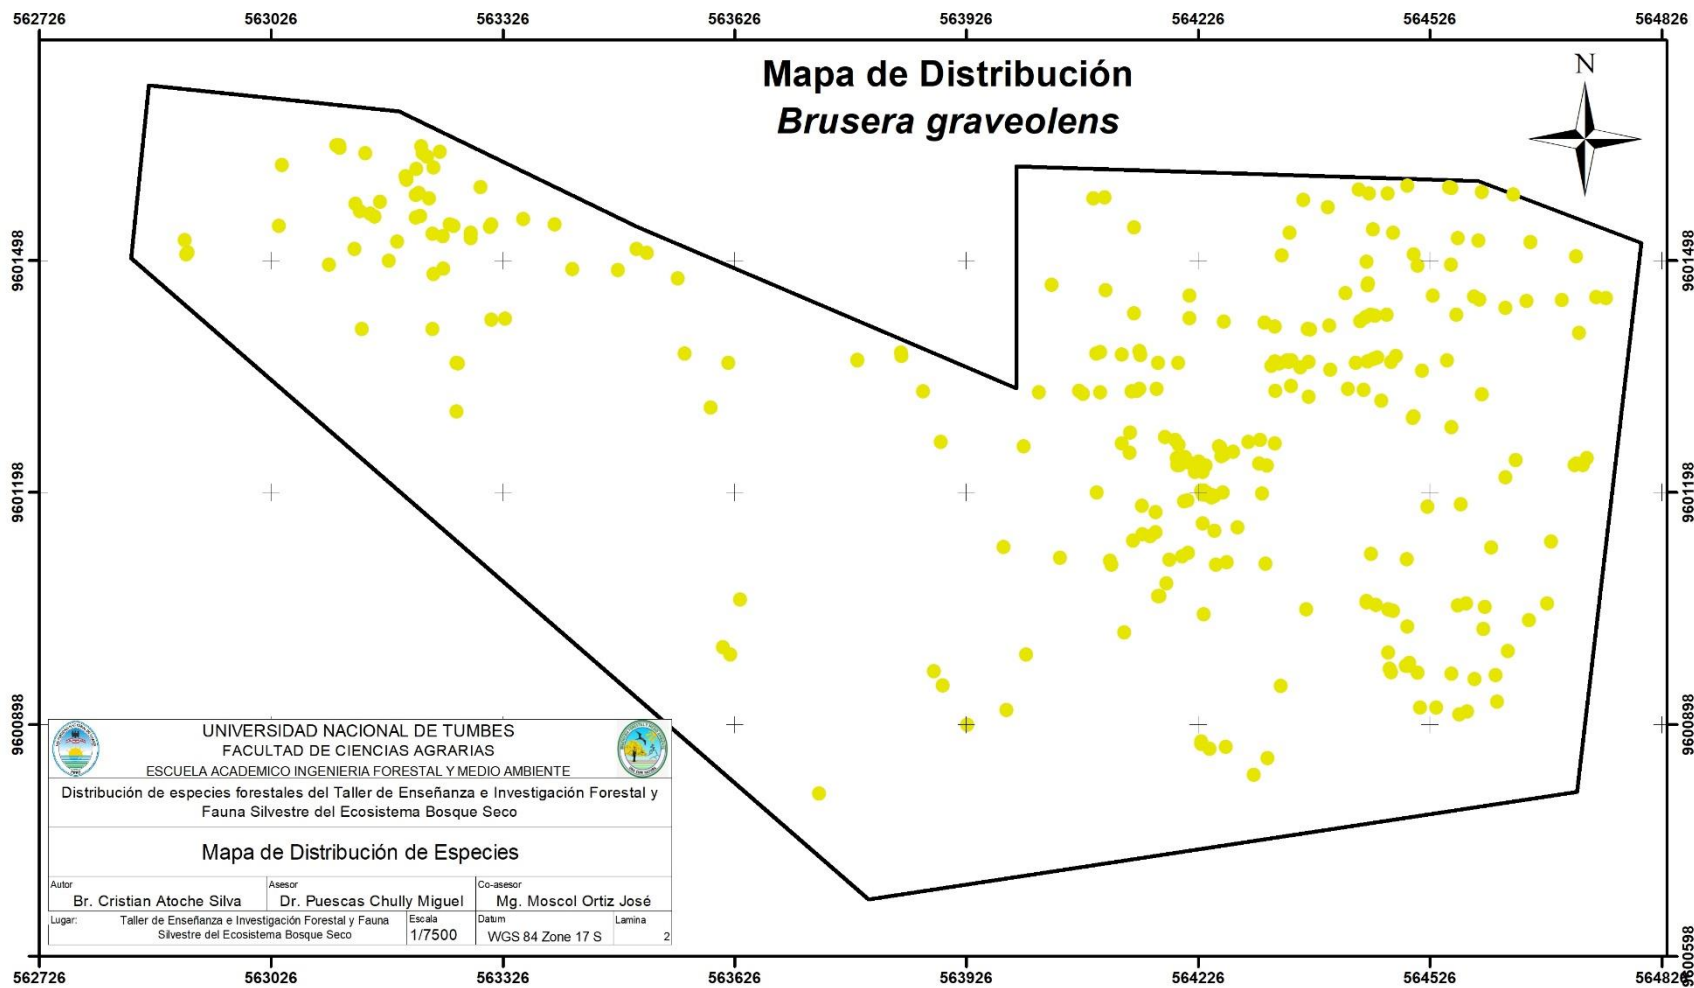 562726 563026 563326 563626 563926 564226 564526 564826
Mapa de Distribución
Brusera graveolens
N
9601498 9601498
9601198 9601198
9600898 9600898
9600598
UNIVERSIDAD NACIONAL DE TUMBES
FACULTAD DE CIENCIAS AGRARIAS
ESCUELA ACADEMICO INGENIERIA FORESTAL Y MEDIO AMBIENTE
Distribución de especies forestales del Taller de Enseñanza e Investigación Forestal y
Fauna Silvestre del Ecosistema Bosque Seco
Mapa de Distribución de Especies
Autor Asesor Co-asesor
Br. Cristian Atoche Silva Dr. Puescas Chully Miguel Mg. Moscol Ortiz José
Lugar: Taller de Enseñanza e Investigación Forestal y Fauna Escala Datum Lamina
Silvestre del Ecosistema Bosque Seco 1/7500 WGS 84 Zone 17 S 2
562726 563026 563326 563626 563926 564226 564526 564826